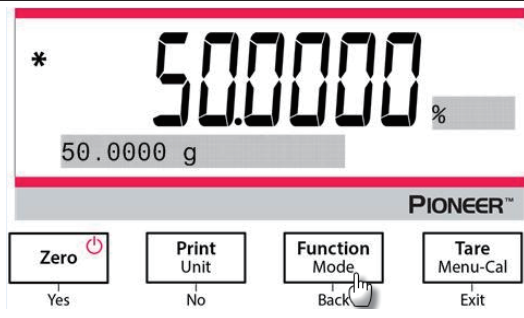 * 50.0000 %
50.0000 g
PIONEER™
Zero Print Function Tare
Unit Mode Menu-Cal
Yes No Back Exit